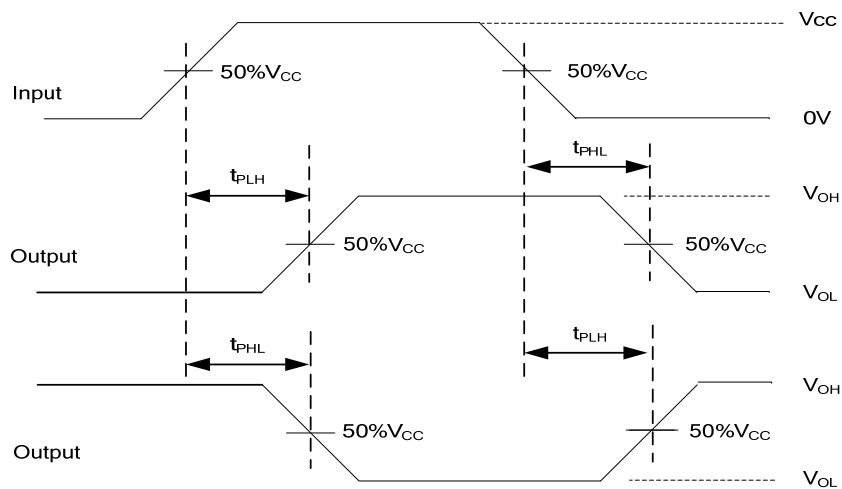 Vcc
50%VCC
50%VCC
Input
0V
tPHL
tPLH
VOH
50%VCC
50%VCC
Output
VOL
tPHL
tPLH
VOH
50%VCC
50%VCC
Output
VOL